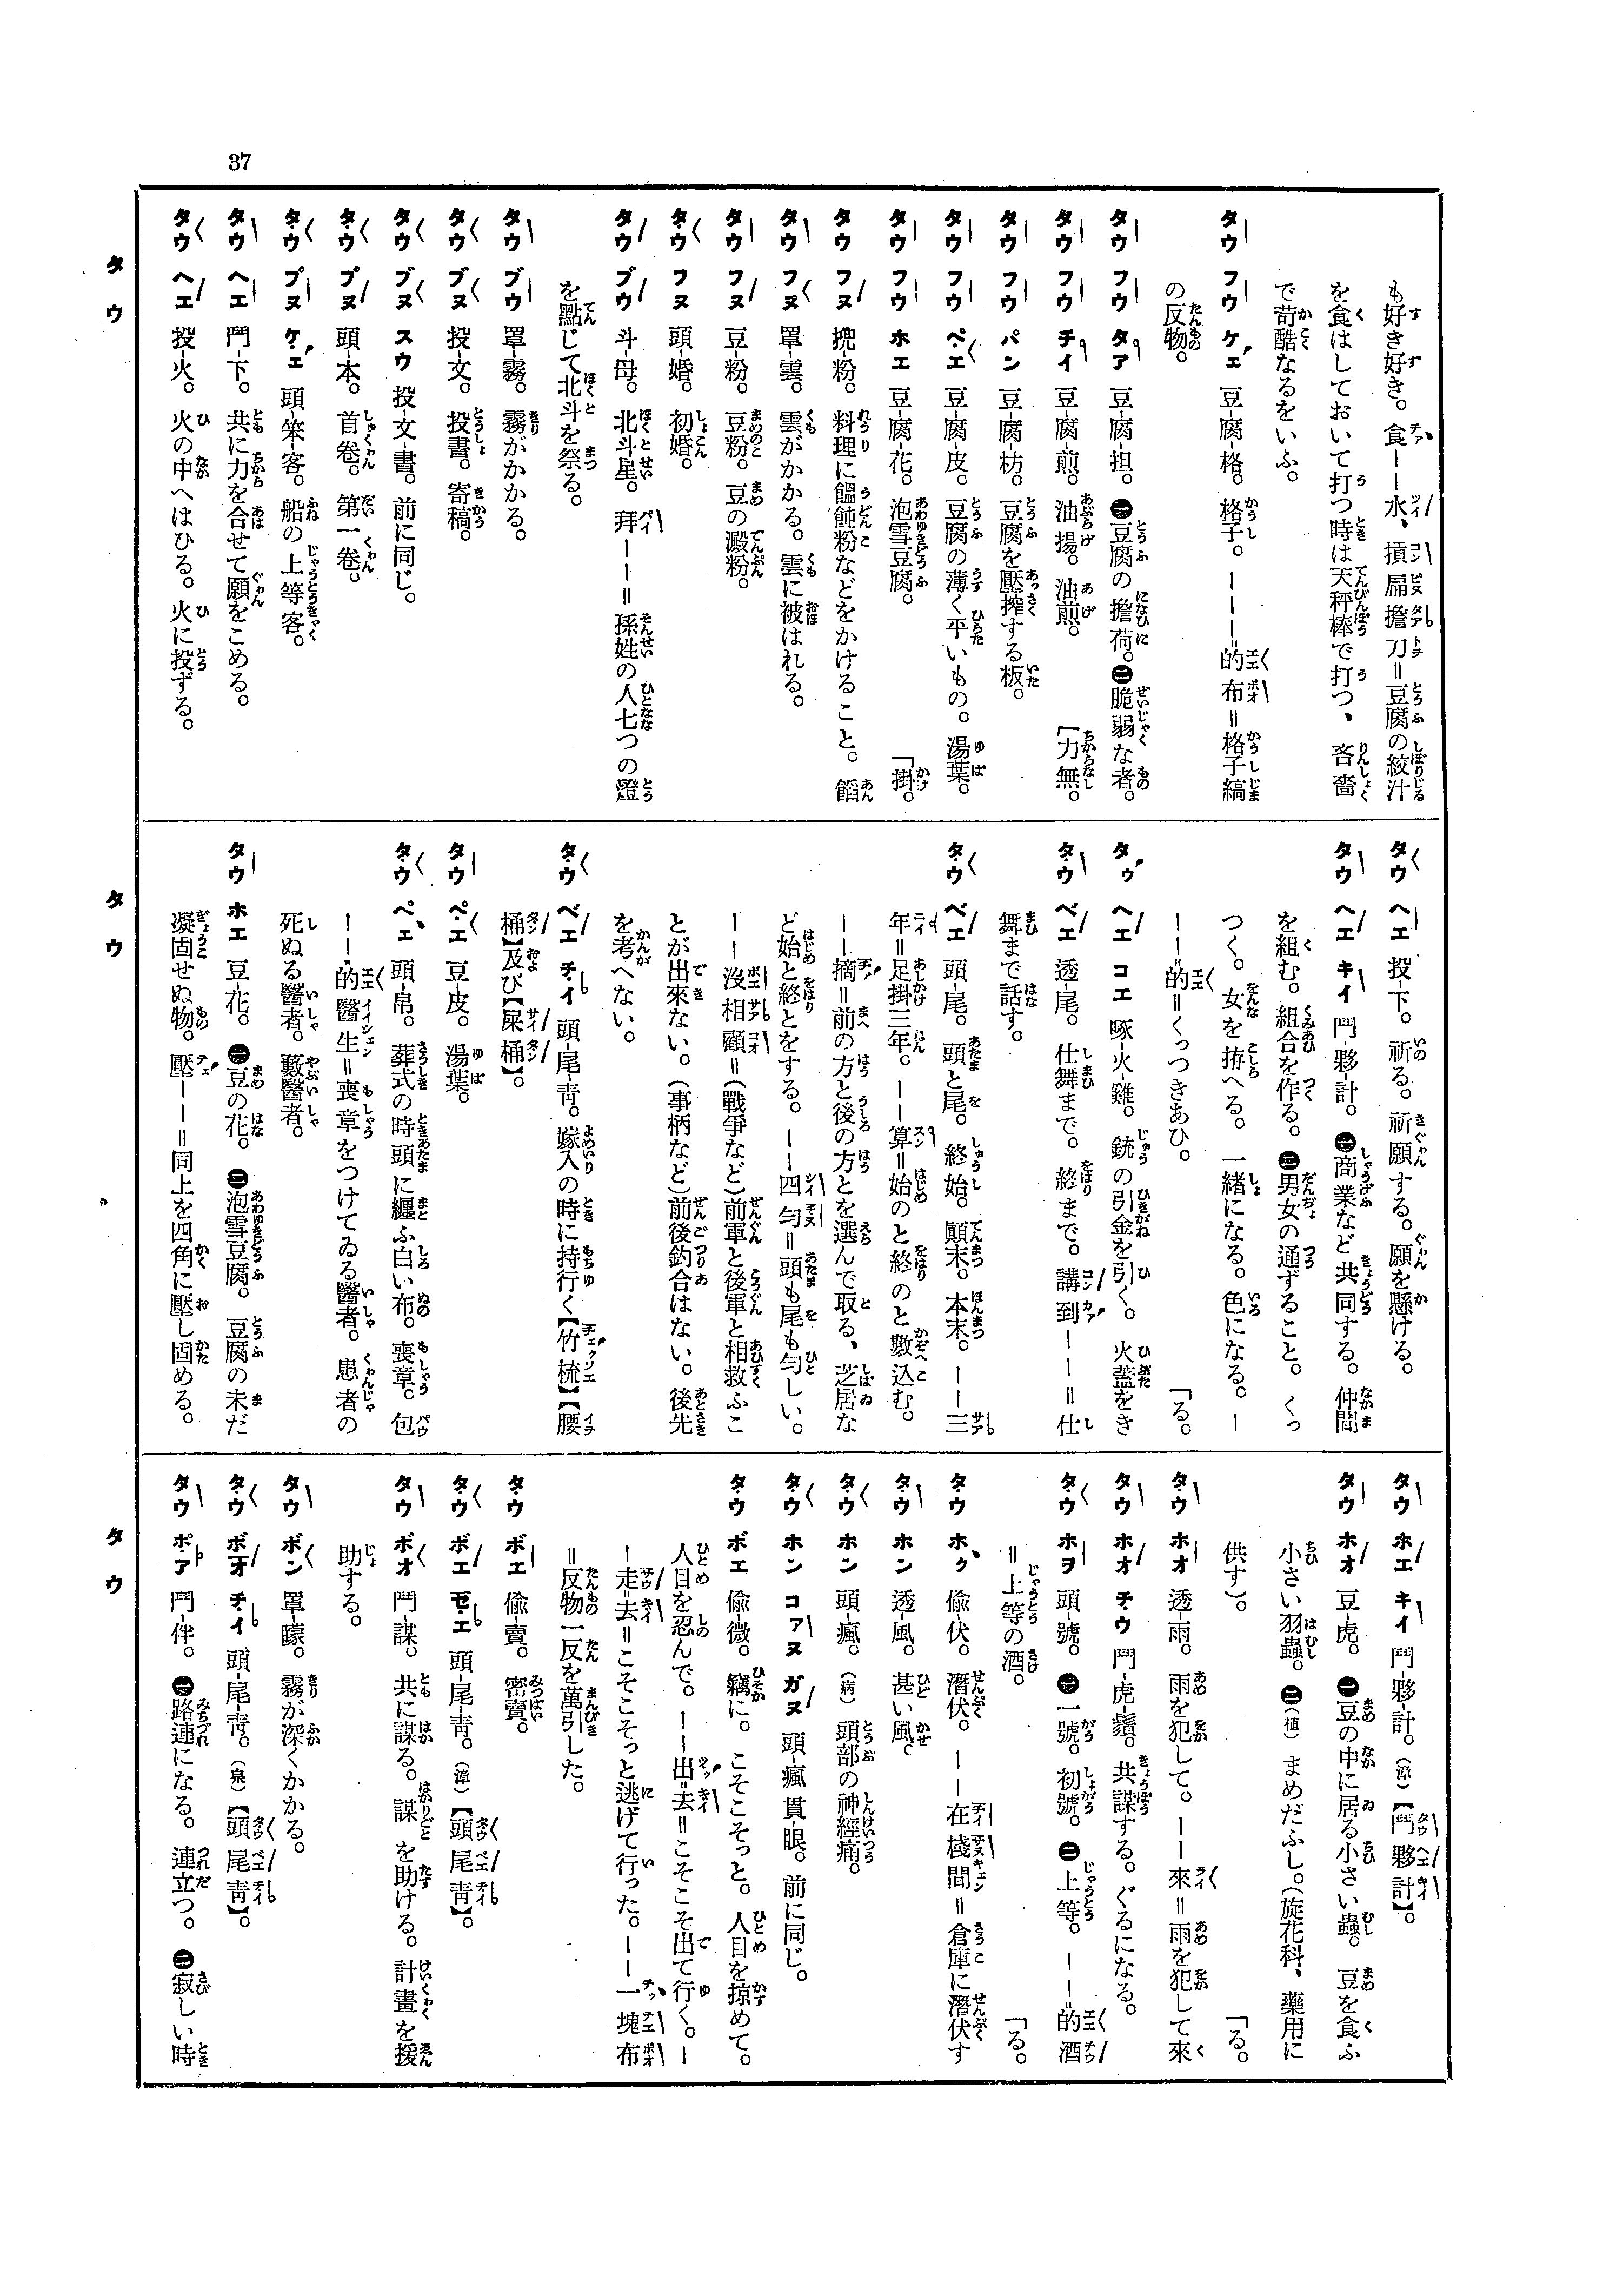 37
も好き好き。食——水、摃扁擔刀=豆腐の絞汁
を食はしておいて打つ時は天秤棒で打つ、吝嗇
で苛酷なるをいふ。
タウ フウ ケェ 豆-腐-格。格子。———=的布=格子縞
の反物。
タウ フウ タア 豆-腐-担。㊀豆腐の擔荷。㊁脆弱な者。
タウ フウ チイ 豆-腐-煎。油揚。油煎。〔力無。
タウ フウ パン 豆-腐-枋。豆腐を壓搾する板。
タウ フウ ペエ 豆-腐-皮。豆腐の薄く平いもの。湯葉。
タウ フウ ホエ 豆-腐-花。泡雪豆腐。〔掛。
タウ フヌ 㧹-粉。料理に饂飩粉などをかけること。餡
タウ フヌ 罩-雲。雲がかかる。雲に被はれる。
タウ フヌ 豆-粉。豆粉。豆の澱粉。
タウ フヌ 頭-婚。初婚。
タウ ブウ 斗-母。北斗星。拜——=孫姓の人七つの燈
を點じて北斗を祭る。
タウ ブウ 罩-霧。霧がかかる。
タウ ブヌ 投-文。投書。寄稿。
タウ ブヌ スウ 投-文-書。前に同じ。
タウ プヌ 頭-本。首卷。第一卷。
タウ プヌ ケェ 頭-笨-客。船の上等客。
タウ ヘエ 鬥-下。共に力を合せて願をこめる。
タウ ヘエ 投-火。火の中へはひる。火に投ずる。
タウ ヘエ 投-下。祈る。祈願する。願を懸ける。
タウ ヘエ キイ 鬥-夥-計。㊀商業など共同する。仲間
を組む。組合を作る。㊁男女の通ずること。くっ
つく。女を拵へる。一緒になる。色になる。—
——=的=くっつきあひ。〔る。
タゥ ヘエ コエ 啄-火-雞。銃の引金を引く。火蓋をき
タウ ベエ 透-尾。仕舞まで。終まで。講到——=仕
舞まで話す。
タウ ベエ 頭-尾。頭と尾。終始。顚末。本末。——三
年=足掛三年。——算=始のと終のと數込む。
——摘=前の方と後の方とを選んで取る、芝居な
ど始と終とをする。——四勻=頭も尾も勻しい。
——沒相顧=(戰爭など)前軍と後軍と相救ふこ
とが出來ない。(事柄など)前後釣合はない。後先
を考へない。
タウ ベエ チイ 頭-尾-靑。嫁入の時に持行く【竹梳】【腰
桶】及び【屎桶】。
タウ ペエ 豆-皮。湯葉。
タウ ペェ 頭-帛。葬式の時頭に纏ふ白い布。喪章。包
——=的醫生=喪章をつけてゐる醫者。患者の
死ぬる醫者。藪醫者。
タウ ホエ 豆-花。㊀豆の花。㊁泡雪豆腐。豆腐の未だ
凝固せぬ物。壓——=同上を四角に壓し固める。
タウ ホエ キイ 鬥-夥-計。(漳)【鬥夥計】。
タウ ホオ 豆-虎。㊀豆の中に居る小さい蟲。豆を食ふ
小さい羽蟲。㊁(植)まめだふし。(旋花科、藥用に
供す)。〔る。
タウ ホオ 透-雨。雨を犯して。——來=雨を犯して來
タウ ホオ チウ 鬥-虎-鬚。共謀する。ぐるになる。
タウ ホヲ 頭-號。㊀一號。初號。㊁上等。——=的酒
=上等の酒。〔る。
タウ ホク 偸-伏。潛伏。——在棧間=倉庫に潛伏す
タウ ホン 透-風。甚い風。
タウ ホン 頭-瘋。(病)頭部の神經痛。
タウ ホン コァヌ ガヌ 頭-瘋貫-眼。前に同じ。
タウ ボエ 偸-微。竊に。こそこそっと。人目を掠めて。
人目を忍んで。——出=去=こそこそ出て行く。—
—走=去=こそこそっと逃げて行った。——一塊布
=反物一反を萬引した。
タウ ボエ 偸-賣。密賣。
タウ ボエ セエ 頭-尾-靑。(漳)【頭尾靑】。
タウ ボオ 鬥-謀。共に謀る。謀を助ける。計畫を援
助する。
タウ ボン 罩-矇。霧が深くかかる。
タウ ボオ チイ 頭-尾-靑。(泉)【頭尾靑】。
タウ ポア 鬥-伴。㊀路連になる。連立つ。㊁寂しい時
タウ
タウ
タウ